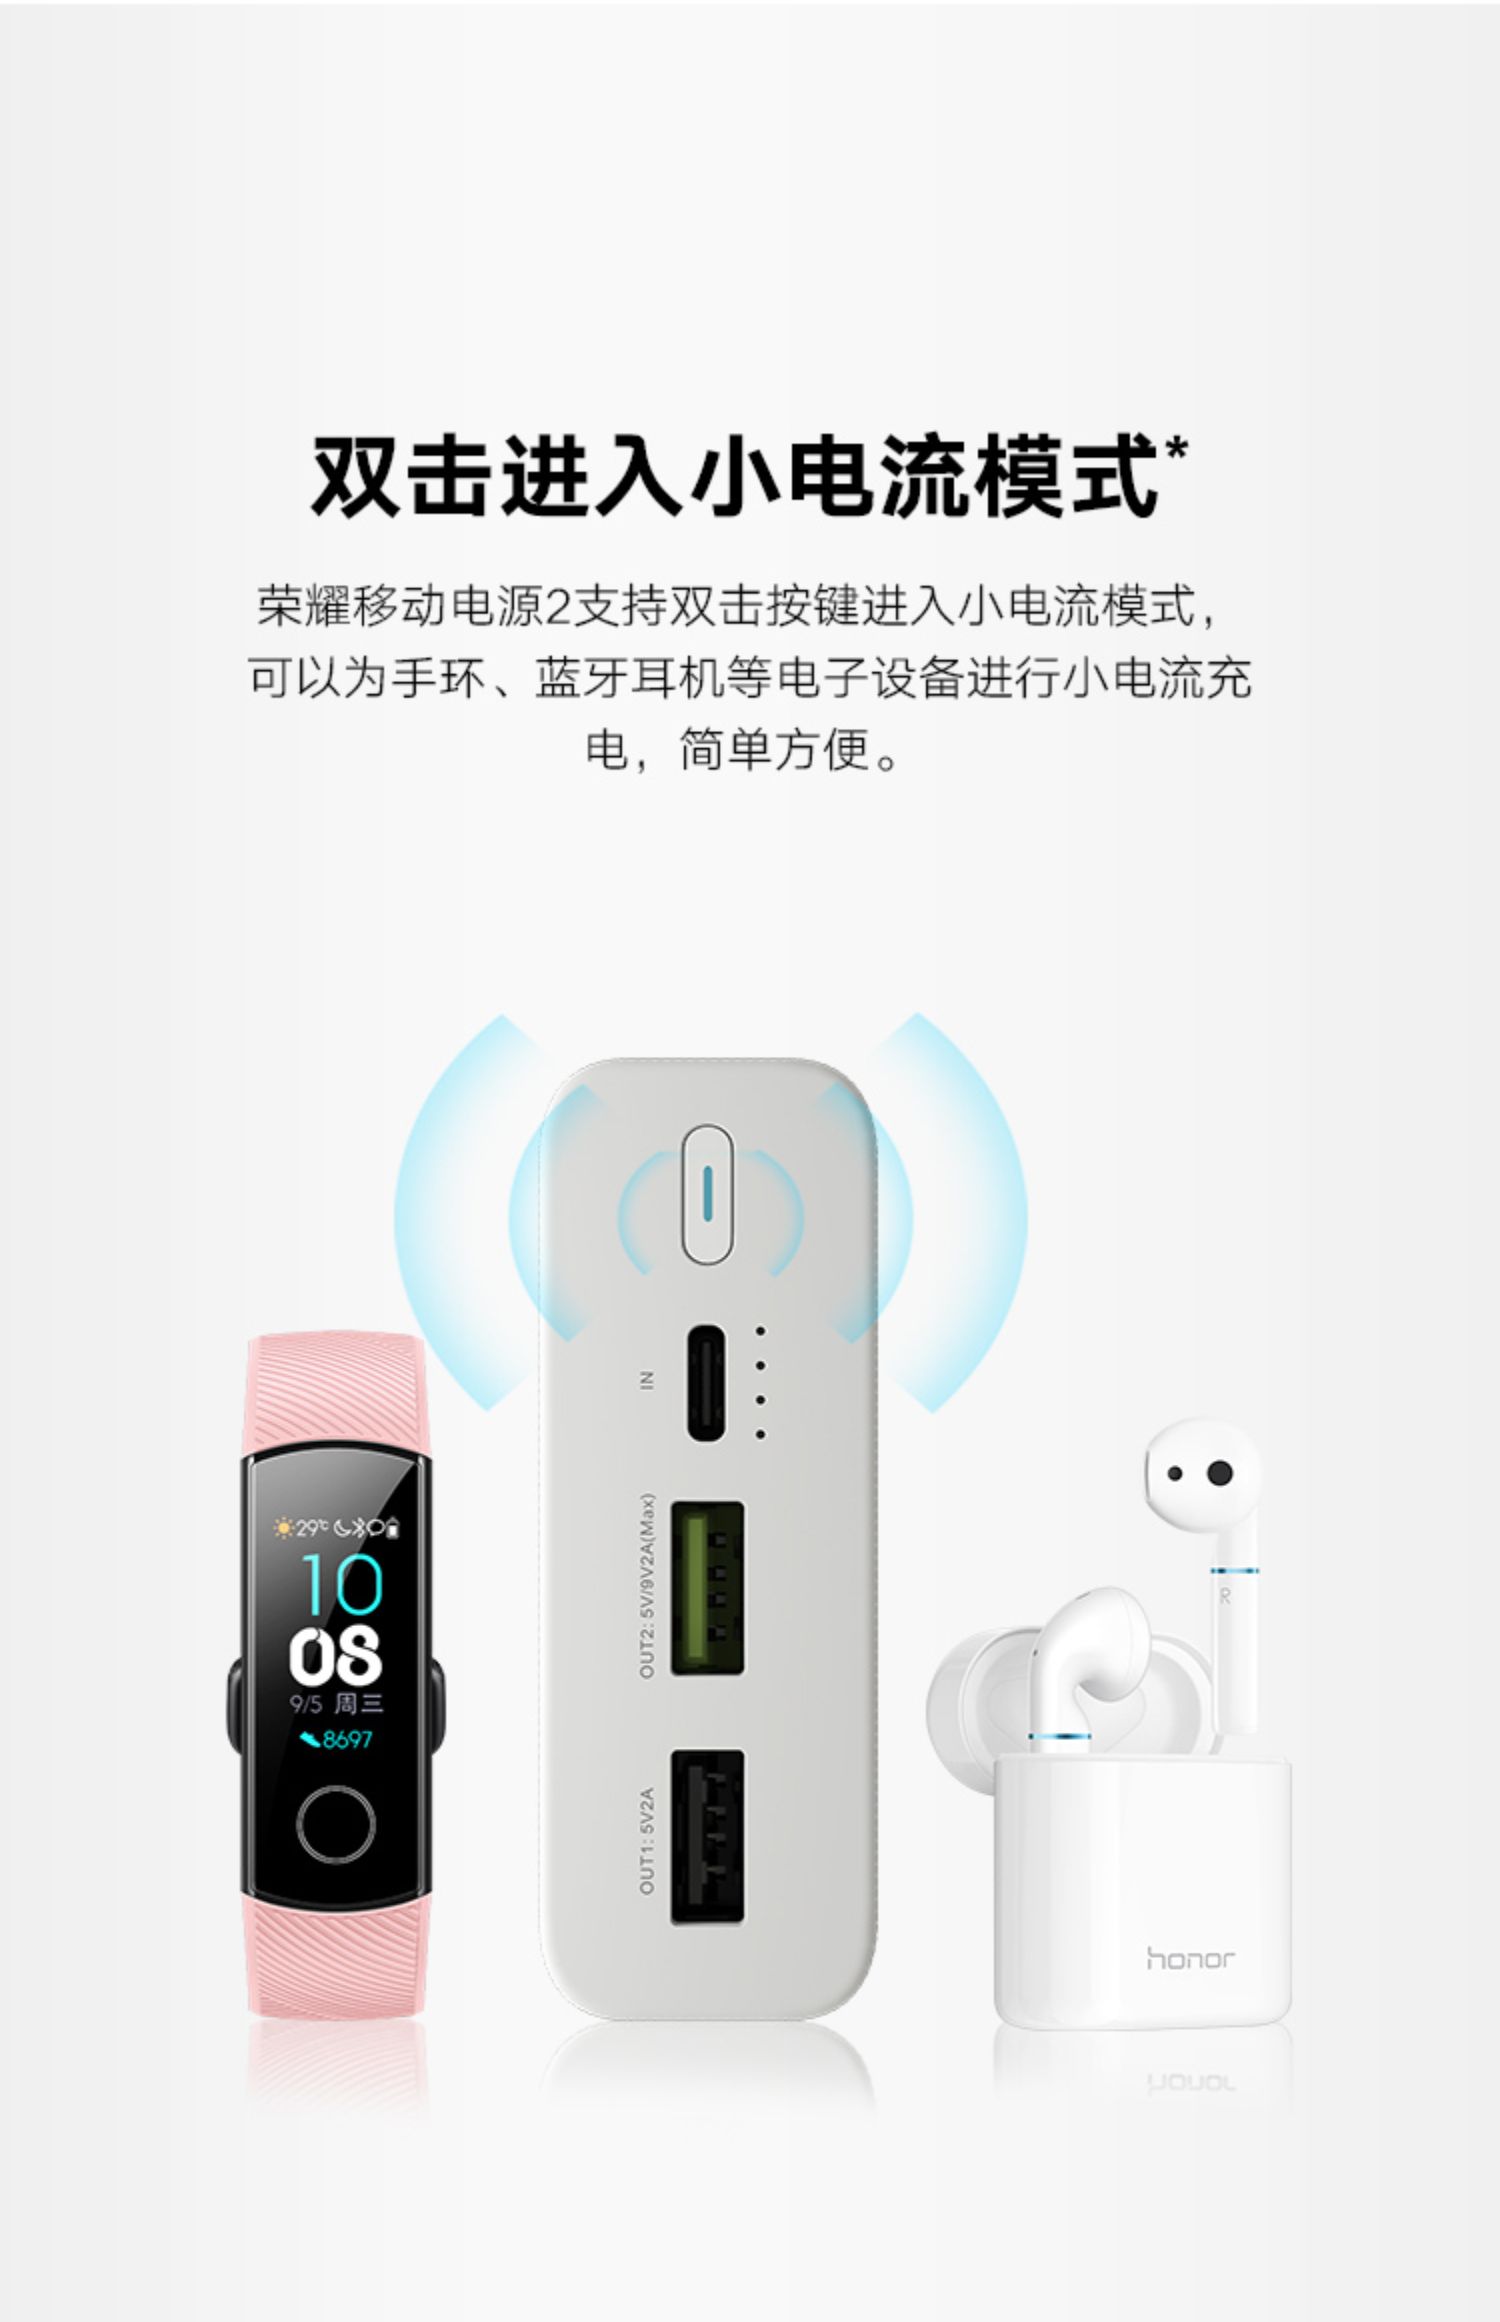 双击进入小电流模式*
荣耀移动电源2支持双击按键进入小电流模式，
可以为手环、蓝牙耳机等电子设备进行小电流充
电，简单方便。
IN
OUT2: 5V/9V2A(Max)
OUT1: 5V2A
29℃
10
08
9/5 周三
8697
R
honor